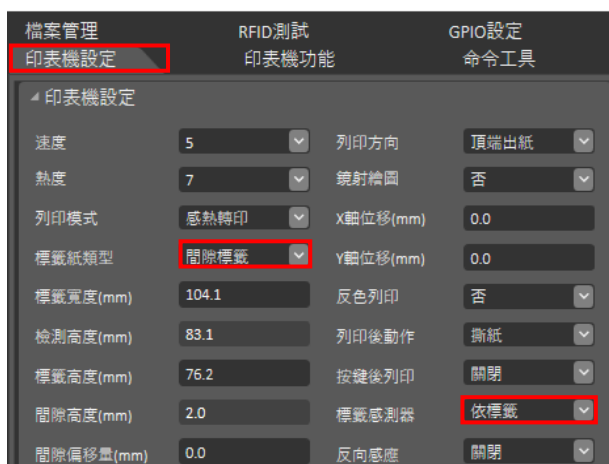 檔案管理 RFID測試 GPIO設定
印表機設定 印表機功能 命令工具
印表機設定
速度 5 列印方向 頂端出紙
熱度 7 鏡射繪圖 否
列印模式 感熱轉印 X軸位移(mm) 0.0
標籤紙類型 間隙標籤 Y軸位移(mm) 0.0
標籤寬度(mm) 104.1 反色列印 否
檢測高度(mm) 83.1 列印後動作 撕紙
標籤高度(mm) 76.2 按鍵後列印 關閉
間隙高度(mm) 2.0 標籤感測器 依標籤
間隙偏移量(mm) 0.0 反向感應 關閉